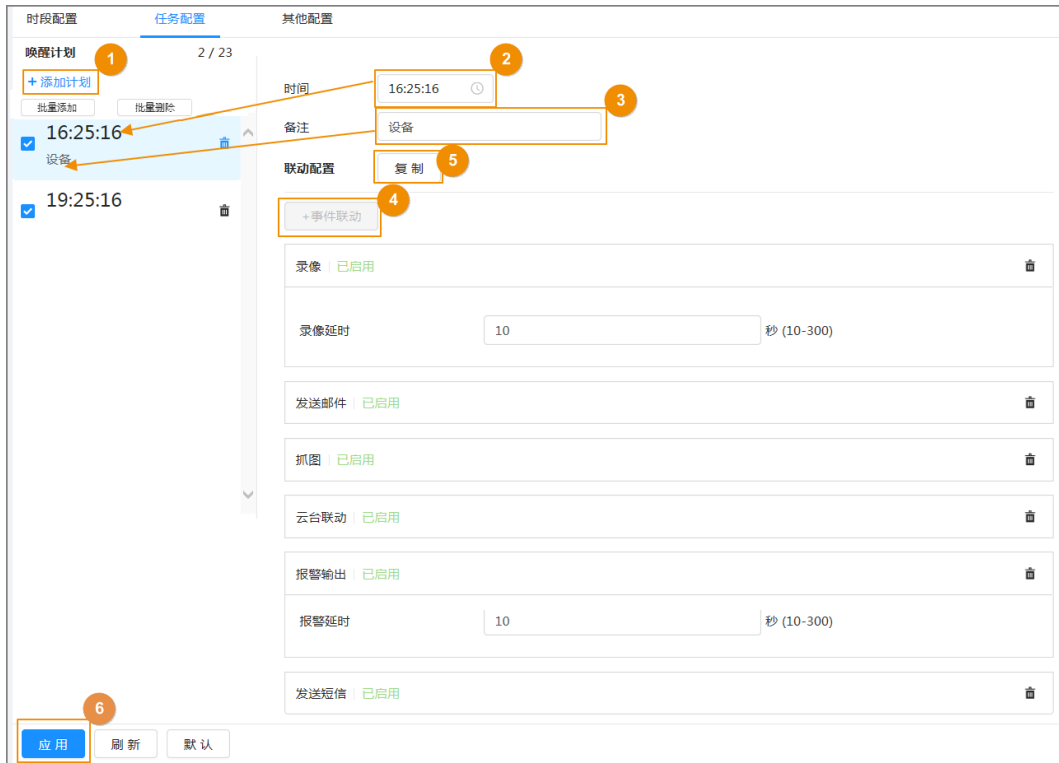 时段配置 任务配置 其他配置
唤醒计划 2 / 23
1
+ 添加计划
批量添加 批量删除
16:25:16
设备
19:25:16
时间 16:25:16
2
备注 设备
3
联动配置 复制
5
4
+事件联动
录像 已启用
录像延时 10 秒 (10-300)
发送邮件 已启用
抓图 已启用
云台联动 已启用
报警输出 已启用
报警延时 10 秒 (10-300)
发送短信 已启用
6
应用 刷新 默认